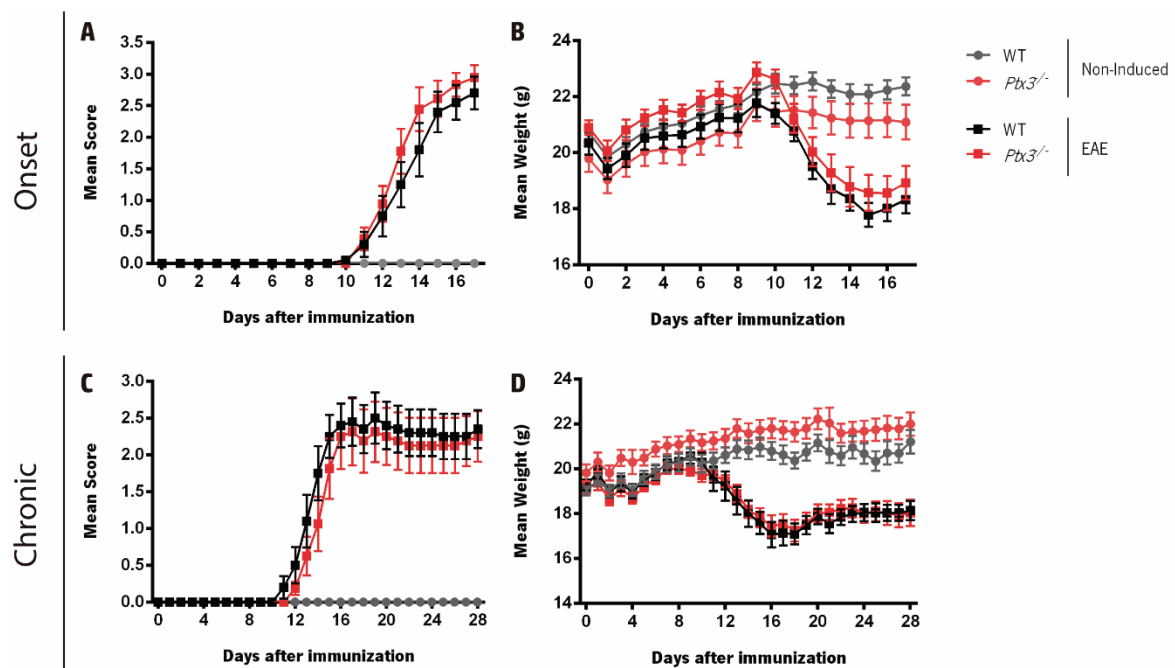 Onset
A
Mean Score
3.5
3.0
2.5
2.0
1.5
1.0
0.5
0.0
0 2 4 6 8 10 12 14 16
Days after immunization
B
Mean Weight (g)
24
22
20
18
16
0 2 4 6 8 10 12 14 16
Days after immunization
WT
Ptx3-/-
Non-Induced
WT
Ptx3-/-
EAE
Chronic
C
Mean Score
3.0
2.5
2.0
1.5
1.0
0.5
0.0
0 4 8 12 16 20 24 28
Days after immunization
D
Mean Weight (g)
24
22
20
18
16
14
0 4 8 12 16 20 24 28
Days after immunization